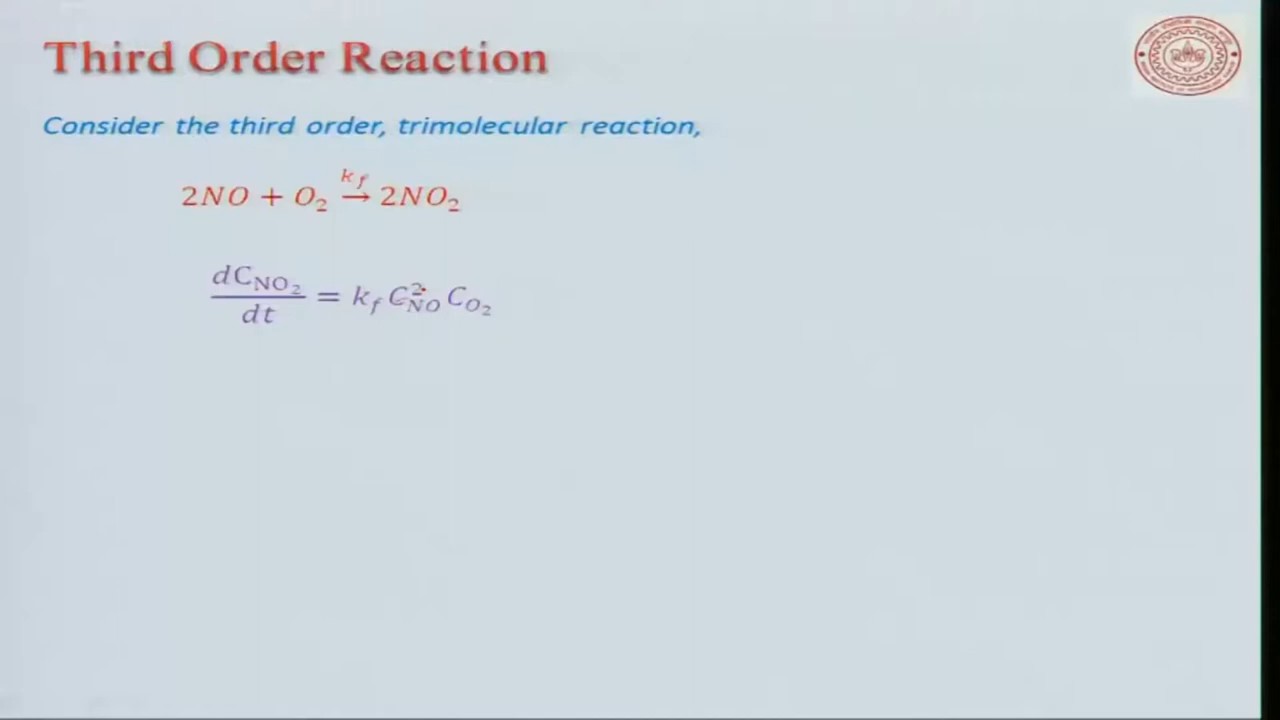 Third Order Reaction
Consider the third order, trimolecular reaction,
2NO + O₂ →(k_f) 2NO₂
dC_NO₂/dt = k_f C²_NO C_O₂